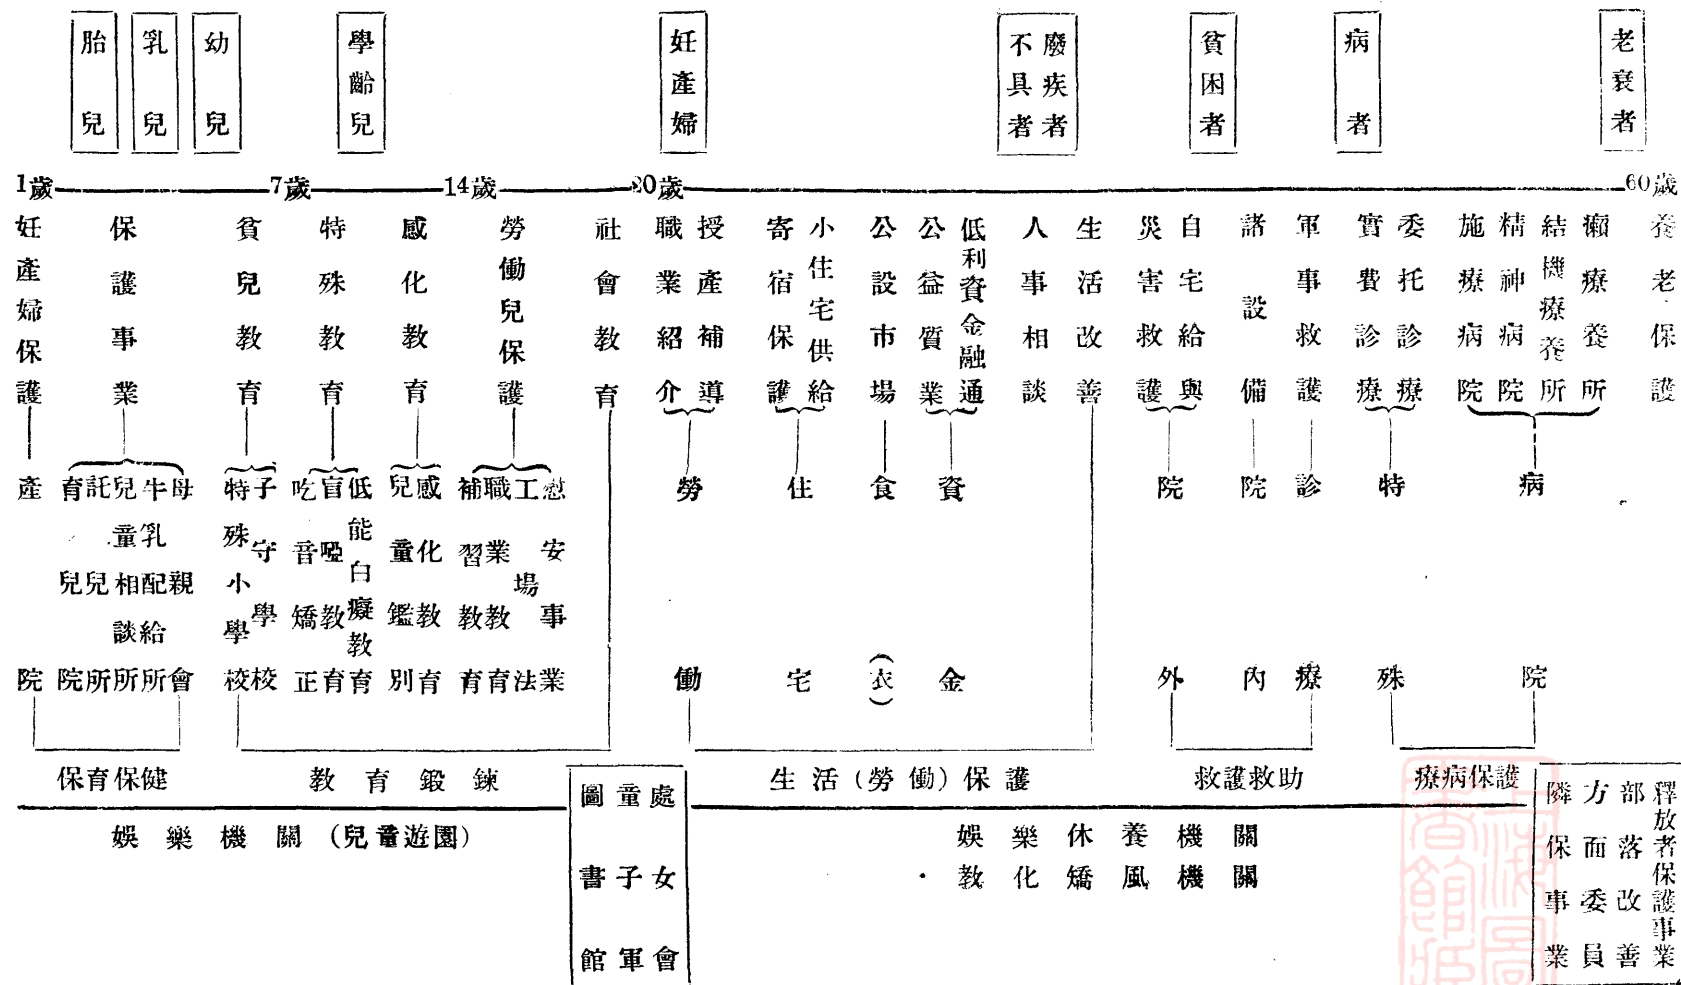 胎兒
乳兒
幼兒
學齡兒
妊產婦
廢疾者
不具者
貧困者
病者
老衰者
1歲
7歲
14歲
20歲
60歲
妊產婦保護
保護事業
貧兒教育
特殊教育
感化教育
勞働兒保護
社會教育
職業紹介
授產補導
寄宿保護
小住宅供給
公設市場
公益質業
低利資金融通
人事相談
生活改善
災害救護
自宅給與
諸設備
軍事救護
實費診療
委托診療
施療病院
精神病院
結機療養所
癩療養所
養老保護
產院
育兒院
託兒所
兒童相談所
牛乳配給所
母親會
特殊小學校
子守學校
吃音矯正
盲啞教育
低能白癡教育
兒童鑑別
感化教育
補習教育
職業教育
工場法
慰安事業
勞働
住宅
食(衣)
資金
院外
院內
診療
特殊
病院
保育保健
教育鍛鍊
生活(勞働)保護
救護救助
療病保護
娛樂機關(兒童遊園)
圖書館
童子軍
處女會
娛樂休養機關
教化矯風機關
隣保事業
方面委員
部落改善
釋放者保護事業